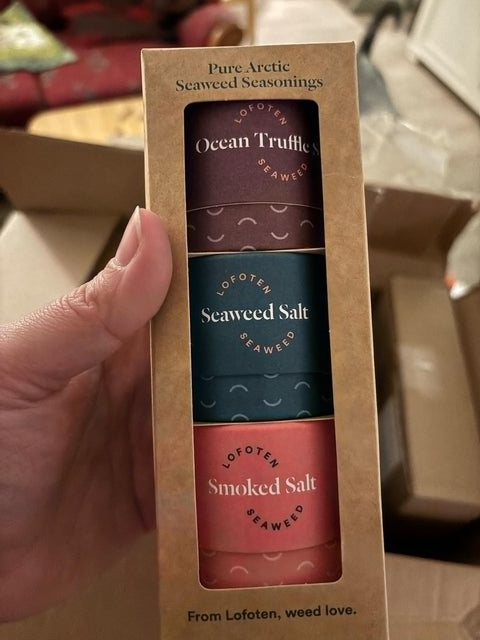 Pure Arctic
Seaweed Seasonings
LOFOTEN
Ocean Truffle S
SEAWEED
LOFOTEN
Seaweed Salt
SEAWEED
LOFOTEN
Smoked Salt
SEAWEED
From Lofoten, weed love.